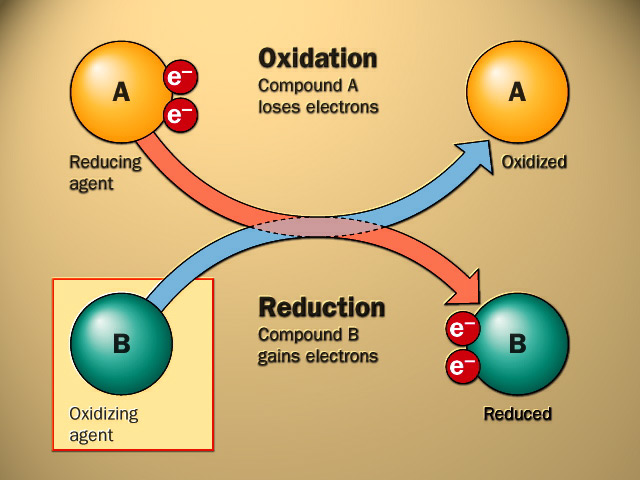 A
e–
e–
Reducing
agent
Oxidation
Compound A
loses electrons
A
Oxidized
B
Oxidizing
agent
Reduction
Compound B
gains electrons
e–
e–
B
Reduced